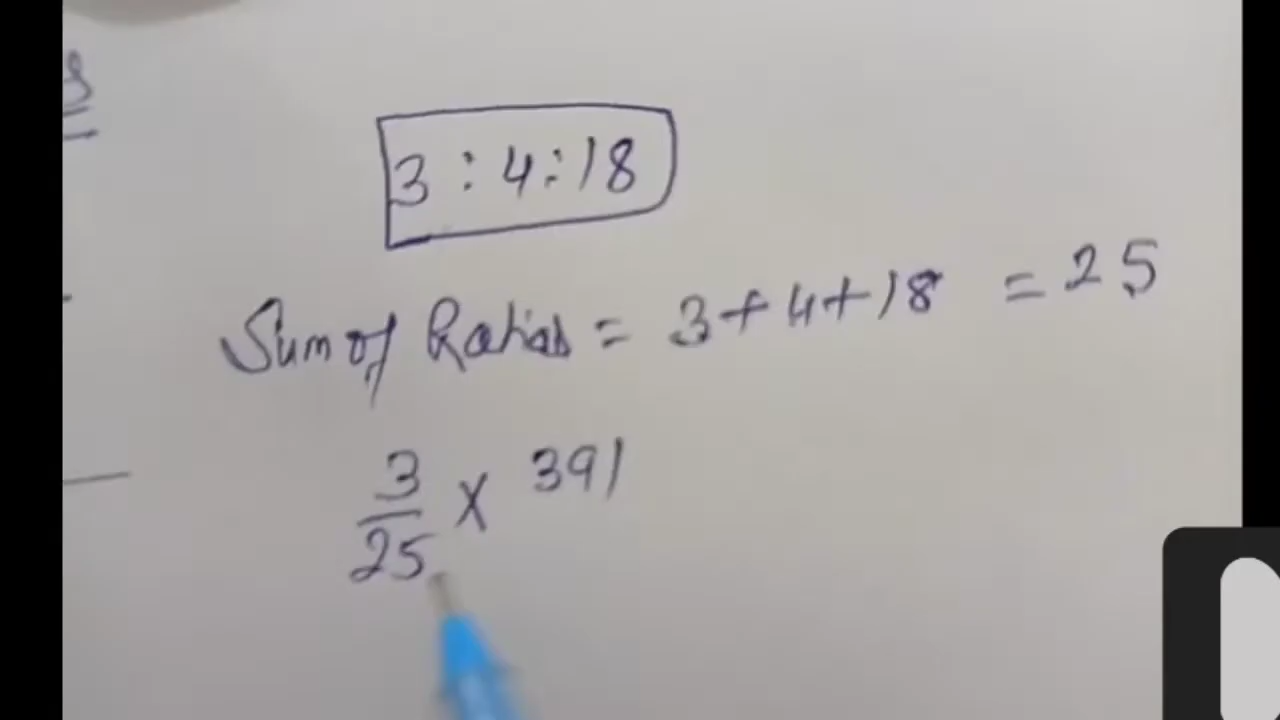 3 : 4 : 18
Sum of Ratios = 3 + 4 + 18 = 25
3/25 × 391